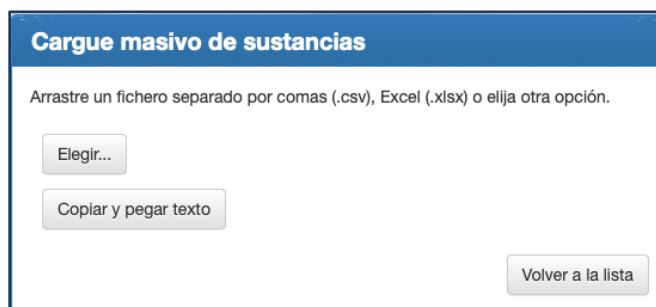 Cargue masivo de sustancias
Arrastre un fichero separado por comas (.csv), Excel (.xlsx) o elija otra opción.
Elegir...
Copiar y pegar texto
Volver a la lista